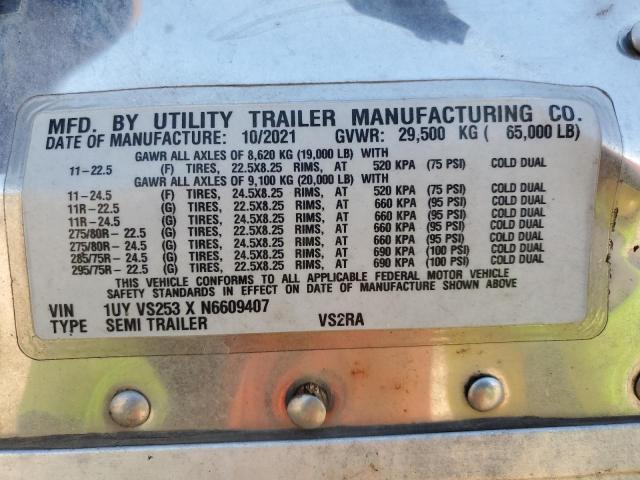 MFD. BY UTILITY TRAILER MANUFACTURING CO.
DATE OF MANUFACTURE: 10/2021 GVWR: 29,500 KG ( 65,000 LB)
GAWR ALL AXLES OF 8,620 KG (19,000 LB) WITH
11-22.5 (F) TIRES, 22.5X8.25 RIMS, AT 520 KPA (75 PSI) COLD DUAL
GAWR ALL AXLES OF 9,100 KG (20,000 LB) WITH
11-24.5 (F) TIRES, 24.5X8.25 RIMS, AT 520 KPA (75 PSI) COLD DUAL
11R-22.5 (G) TIRES, 22.5X8.25 RIMS, AT 660 KPA (95 PSI) COLD DUAL
11R-24.5 (G) TIRES, 24.5X8.25 RIMS, AT 660 KPA (95 PSI) COLD DUAL
275/80R-22.5 (G) TIRES, 22.5X8.25 RIMS, AT 660 KPA (95 PSI) COLD DUAL
275/80R-24.5 (G) TIRES, 24.5X8.25 RIMS, AT 660 KPA (95 PSI) COLD DUAL
285/75R-24.5 (G) TIRES, 24.5X8.25 RIMS, AT 690 KPA (100 PSI) COLD DUAL
295/75R-22.5 (G) TIRES, 22.5X8.25 RIMS, AT 690 KPA (100 PSI) COLD DUAL
THIS VEHICLE CONFORMS TO ALL APPLICABLE FEDERAL MOTOR VEHICLE
SAFETY STANDARDS IN EFFECT ON DATE OF MANUFACTURE SHOWN ABOVE
VIN 1UY VS253 X N6609407
TYPE SEMI TRAILER VS2RA